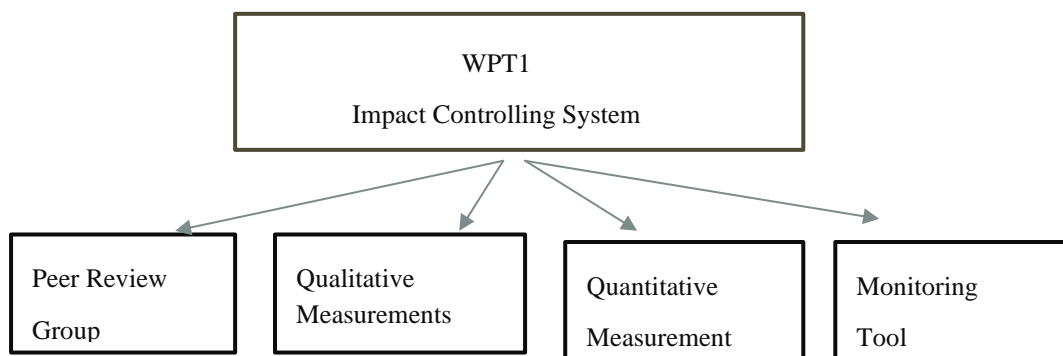 WPT1
Impact Controlling System
Peer Review
Group
Qualitative
Measurements
Quantitative
Measurement
Monitoring
Tool